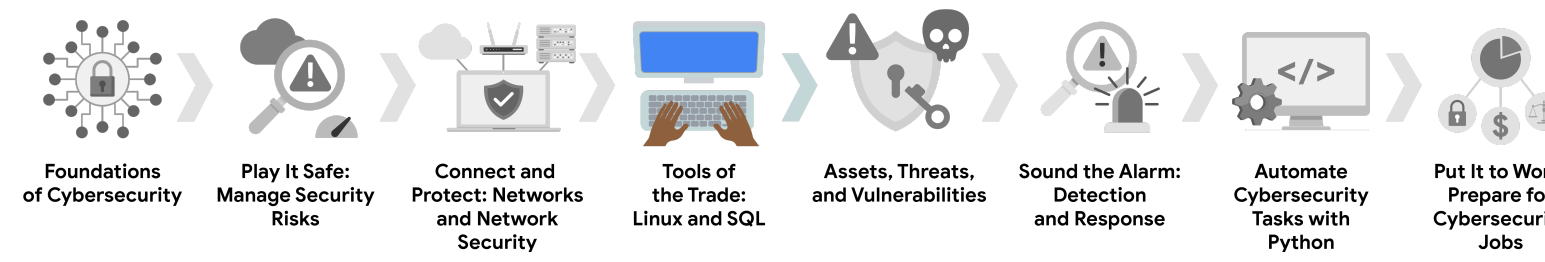 Foundations
of Cybersecurity
Play It Safe:
Manage Security
Risks
Connect and
Protect: Networks
and Network
Security
Tools of
the Trade:
Linux and SQL
Assets, Threats,
and Vulnerabilities
Sound the Alarm:
Detection
and Response
Automate
Cybersecurity
Tasks with
Python
Put It to
Prepare
Jobs